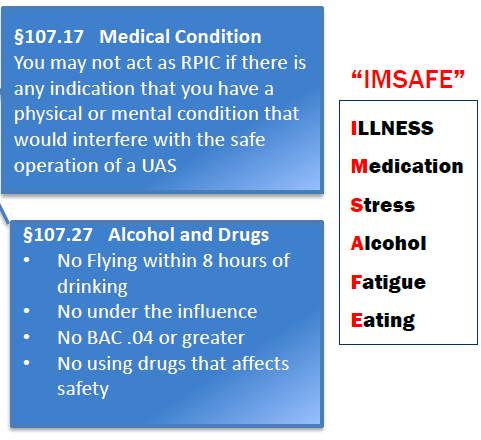 §107.17 Medical Condition
You may not act as RPIC if there is
any indication that you have a
physical or mental condition that
would interfere with the safe
operation of a UAS
§107.27 Alcohol and Drugs
• No Flying within 8 hours of
drinking
• No under the influence
• No BAC .04 or greater
• No using drugs that affects
safety
“IMSAFE”
ILLNESS
Medication
Stress
Alcohol
Fatigue
Eating